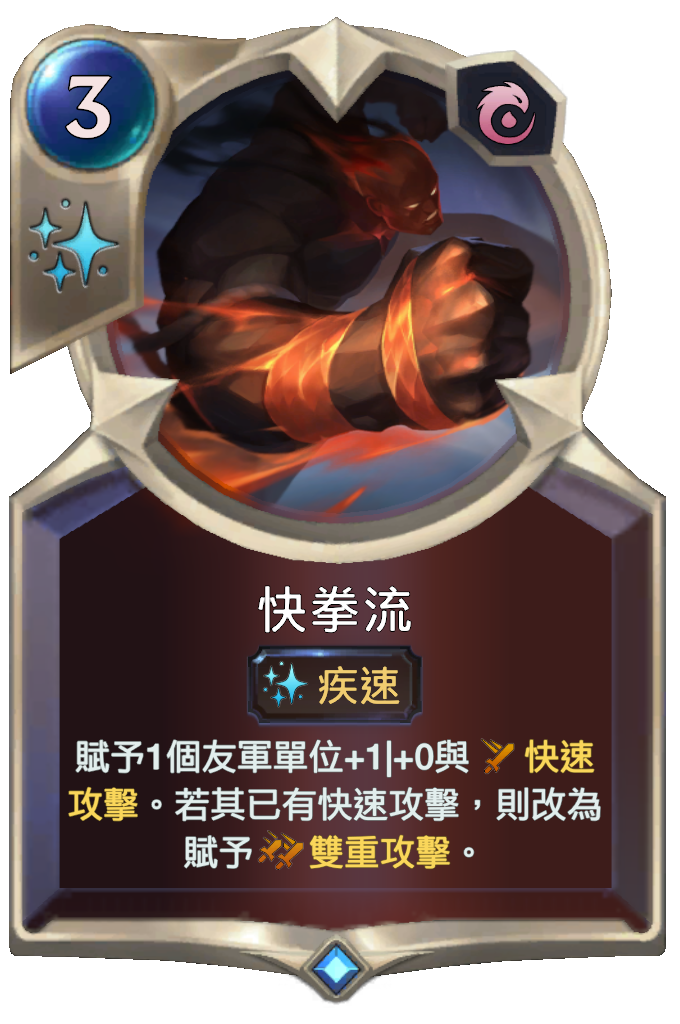 3
快拳流
疾速
賦予1個友軍單位+1|+0與 快速
攻擊。若其已有快速攻擊，則改為
賦予 雙重攻擊。